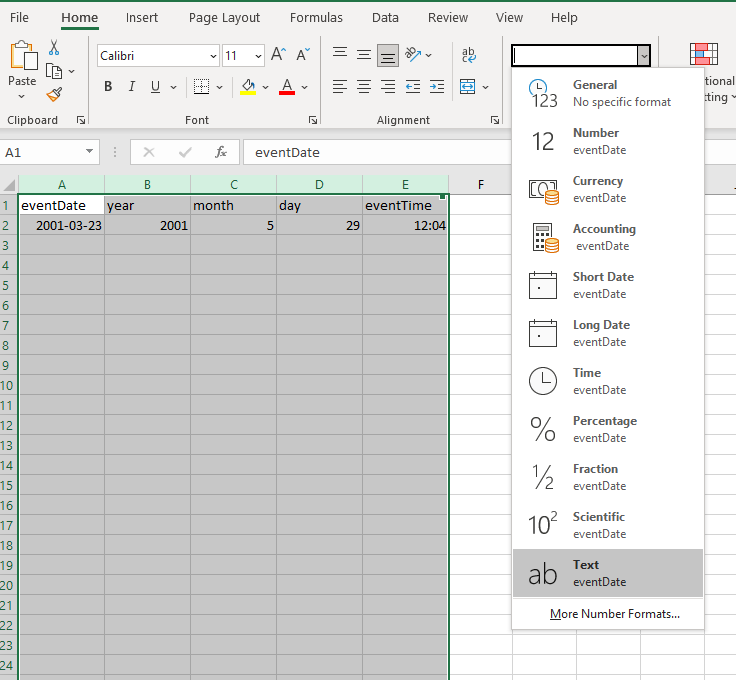 File Home Insert Page Layout Formulas Data Review View Help
Paste
Calibri 11 A A
B I U A
ab
tional
tting
Clipboard Font Alignment
A1 fx eventDate
A B C D E F
1 eventDate year month day eventTime
2 2001-03-23 2001 5 29 12:04
3
4
5
6
7
8
9
10
11
12
13
14
15
16
17
18
19
20
21
22
23
24
123 General
No specific format
12 Number
eventDate
Currency
eventDate
Accounting
eventDate
Short Date
eventDate
Long Date
eventDate
Time
eventDate
% Percentage
eventDate
1/2 Fraction
eventDate
10² Scientific
eventDate
ab Text
eventDate
More Number Formats...